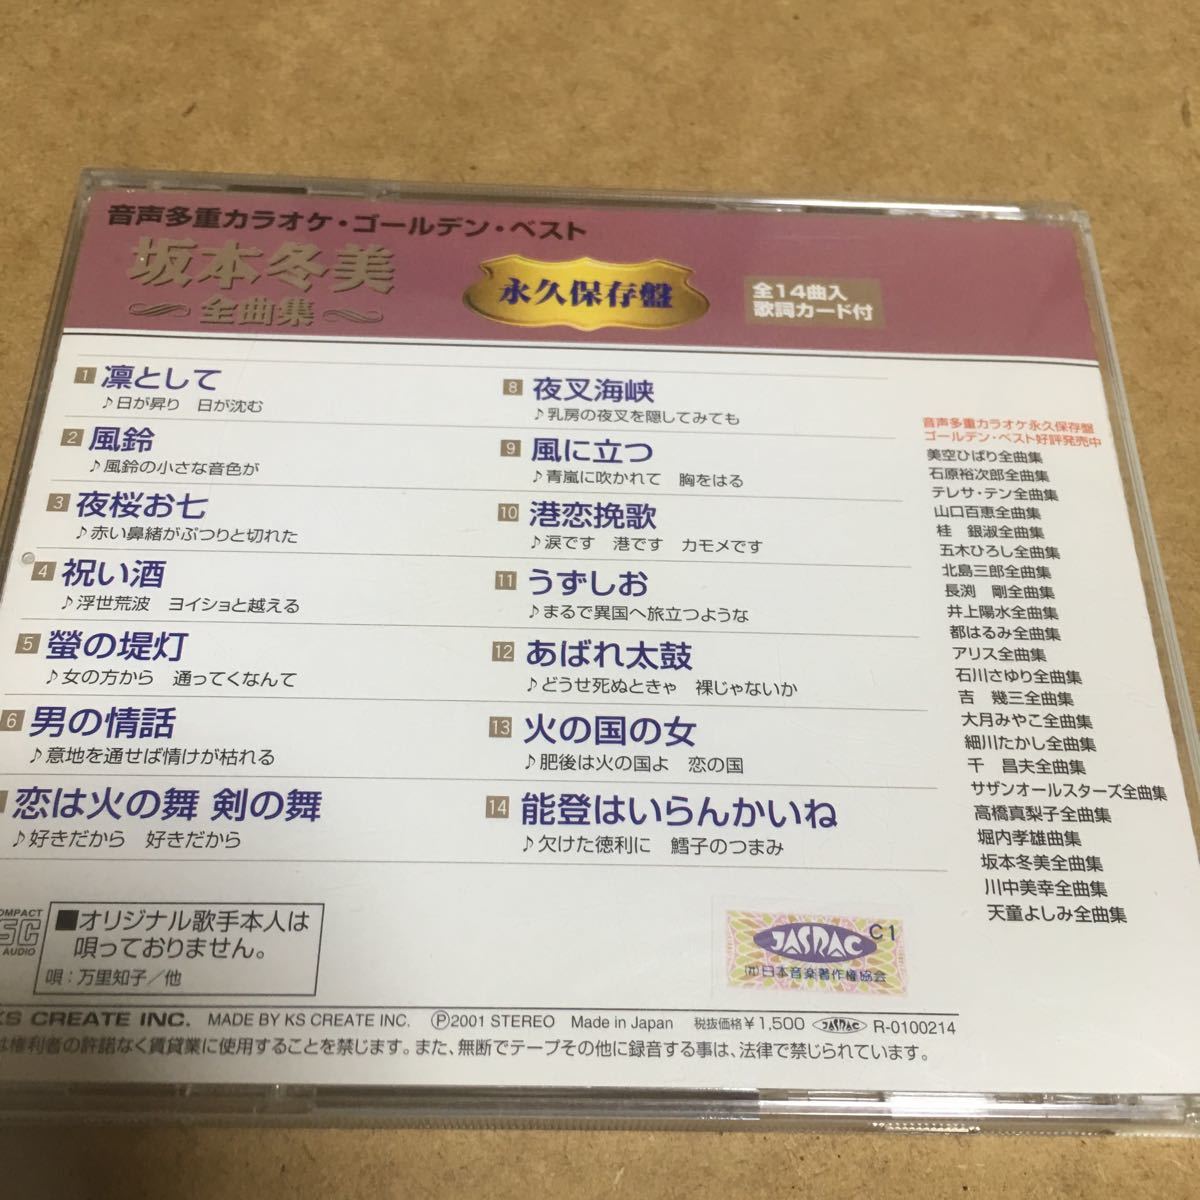 音声多重カラオケ・ゴールデン・ベスト
坂本冬美
全曲集
永久保存盤
全14曲入
歌詞カード付
1 凛として
♪日が昇り 日が沈む
2 風鈴
♪風鈴の小さな音色が
3 夜桜お七
♪赤い鼻緒がぷつりと切れた
4 祝い酒
♪浮世荒波 ヨイショと越える
5 螢の堤灯
♪女の方から 通ってくなんて
6 男の情話
♪意地を通せば情けが枯れる
恋は火の舞 剣の舞
♪好きだから 好きだから
8 夜叉海峡
♪乳房の夜叉を隠してみても
9 風に立つ
♪青嵐に吹かれて 胸をはる
10 港恋挽歌
♪涙です 港です カモメです
11 うずしお
♪まるで異国へ旅立つような
12 あばれ太鼓
♪どうせ死ぬときゃ 裸じゃないか
13 火の国の女
♪肥後は火の国よ 恋の国
14 能登はいらんかいね
♪欠けた徳利に 鱈子のつまみ
音声多重カラオケ永久保存盤
ゴールデン・ベスト好評発売中
美空ひばり全曲集
石原裕次郎全曲集
テレサ・テン全曲集
山口百恵全曲集
桂 銀淑全曲集
五木ひろし全曲集
北島三郎全曲集
長渕 剛全曲集
井上陽水全曲集
都はるみ全曲集
アリス全曲集
石川さゆり全曲集
吉 幾三全曲集
大月みやこ全曲集
細川たかし全曲集
千 昌夫全曲集
サザンオールスターズ全曲集
高橋真梨子全曲集
堀内孝雄曲集
坂本冬美全曲集
川中美幸全曲集
天童よしみ全曲集
COMPACT
DISC
AUDIO
■オリジナル歌手本人は
唄っておりません。
唄：万里知子／他
JASRAC C1
(社)日本音楽著作権協会
KS CREATE INC. MADE BY KS CREATE INC. Ⓟ2001 STEREO Made in Japan 税抜価格￥1,500 JASRAC R-0100214
権利者の許諾なく賃貸業に使用することを禁じます。また、無断でテープその他に録音する事は、法律で禁じられています。